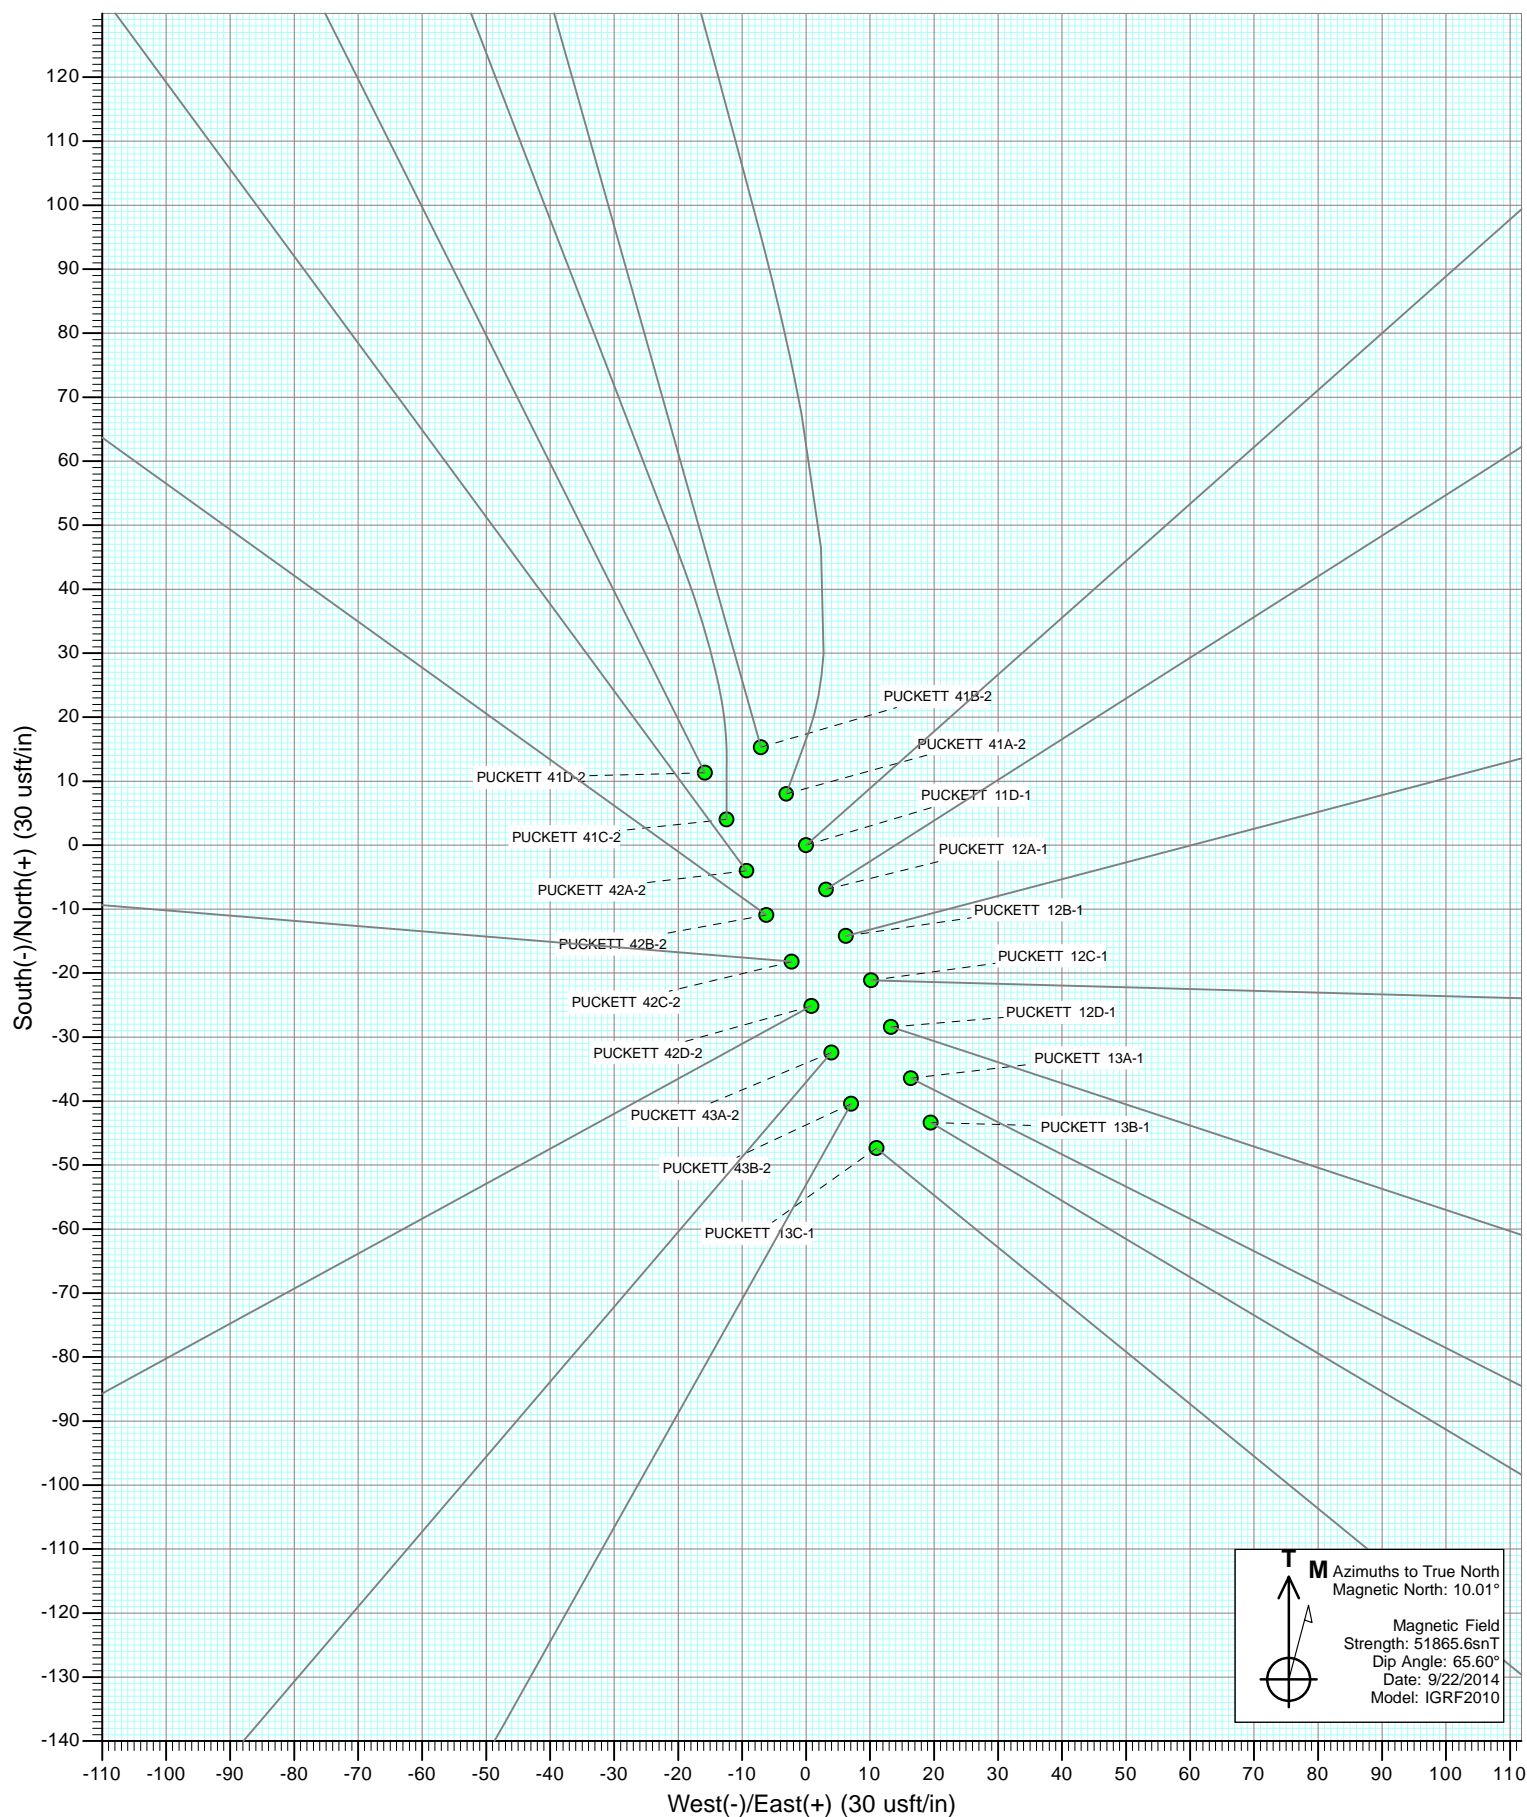 120
110
100
90
80
70
60
50
40
30
20
10
0
-10
-20
-30
-40
-50
-60
-70
-80
-90
-100
-110
-120
-130
-140
South(-)/North(+) (30 usft/in)
PUCKETT 41B-2
PUCKETT 41A-2
PUCKETT 41D-2
PUCKETT 11D-1
PUCKETT 41C-2
PUCKETT 12A-1
PUCKETT 42A-2
PUCKETT 12B-1
PUCKETT 42B-2
PUCKETT 12C-1
PUCKETT 42C-2
PUCKETT 12D-1
PUCKETT 42D-2
PUCKETT 13A-1
PUCKETT 43A-2
PUCKETT 13B-1
PUCKETT 43B-2
PUCKETT 13C-1
T
M Azimuths to True North
Magnetic North: 10.01°
Magnetic Field
Strength: 51865.6snT
Dip Angle: 65.60°
Date: 9/22/2014
Model: IGRF2010
-110 -100 -90 -80 -70 -60 -50 -40 -30 -20 -10 0 10 20 30 40 50 60 70 80 90 100 110
West(-)/East(+) (30 usft/in)